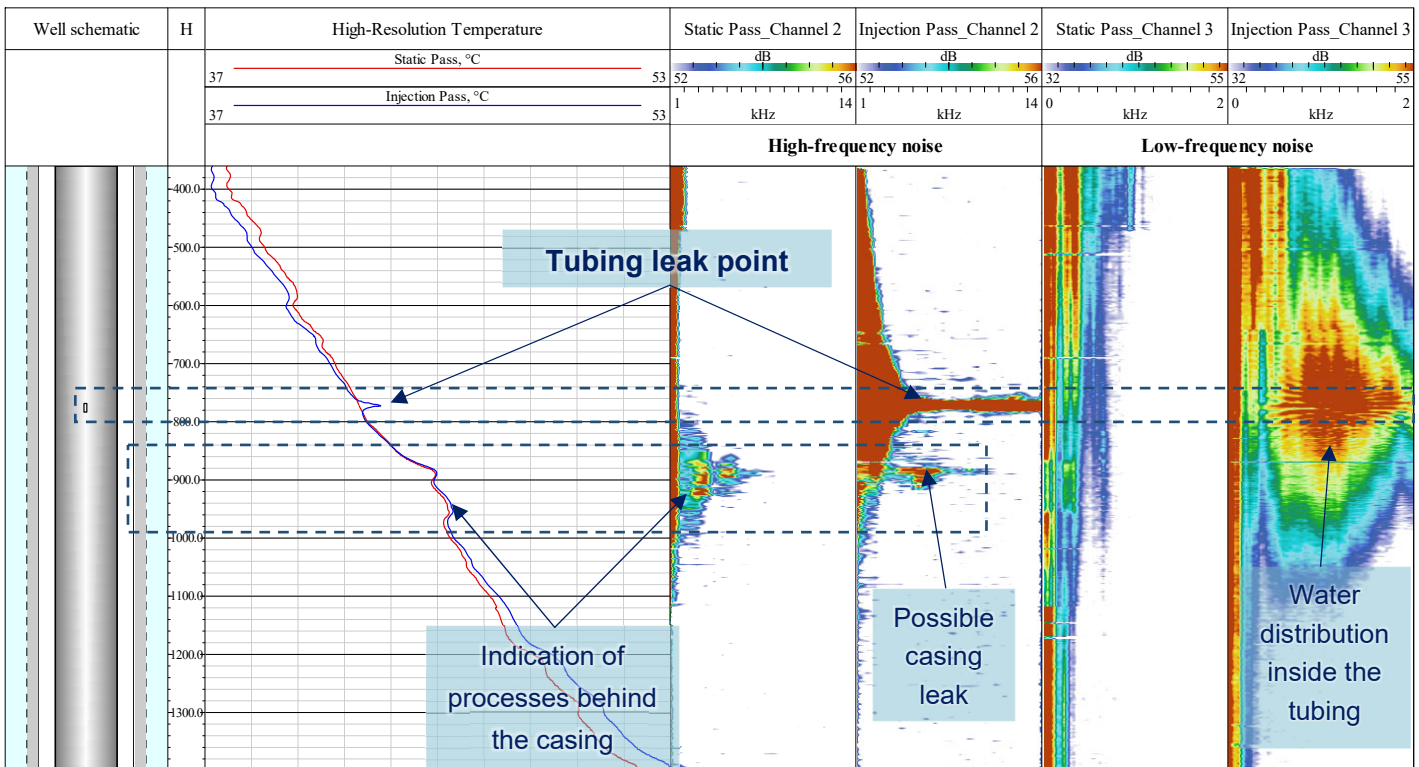 Well schematic H High-Resolution Temperature Static Pass_Channel 2 Injection Pass_Channel 2 Static Pass_Channel 3 Injection Pass_Channel 3
Static Pass, °C
37 53
Injection Pass, °C
37 53
dB dB dB dB
52 56 52 56 32 55 32 55
1 14 1 14 0 2 0 2
kHz kHz kHz kHz
High-frequency noise Low-frequency noise
400.0
500.0
600.0
700.0
800.0
900.0
1000.0
1100.0
1200.0
1300.0
Tubing leak point
Indication of
processes behind
the casing
Possible
casing
leak
Water
distribution
inside the
tubing